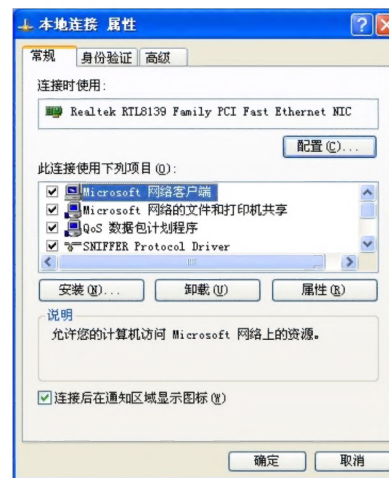 本地连接 属性
常规 身份验证 高级
连接时使用:
Realtek RTL8139 Family PCI Fast Ethernet NIC
配置(C)...
此连接使用下列项目(O):
Microsoft 网络客户端
Microsoft 网络的文件和打印机共享
QoS 数据包计划程序
SNIFFER Protocol Driver
安装(N)... 卸载(U) 属性(R)
说明
允许您的计算机访问 Microsoft 网络上的资源。
连接后在通知区域显示图标(W)
确定 取消